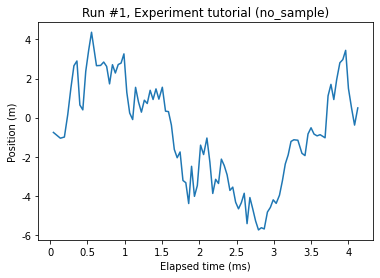 Run #1, Experiment tutorial (no_sample)
Position (m)
4
2
0
-2
-4
-6
0 0.5 1 1.5 2 2.5 3 3.5 4
Elapsed time (ms)